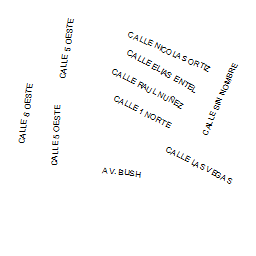 CALLE 5 OESTE
CALLE NICOLAS ORTIZ
CALLE ELIAS ENTEL
CALLE RAUL NUÑEZ
CALLE SIN NOMBRE
CALLE 6 OESTE
CALLE 5 OESTE
CALLE 1 NORTE
CALLE LAS VEGAS
AV. BUSH